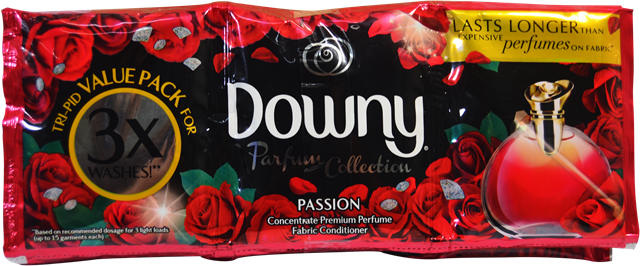 TRI-PID VALUE PACK FOR
3X
WASHES!**
*Based on recommended dosage for 3 light loads
(up to 15 garments each)
Downy
Parfum Collection
PASSION
Concentrate Premium Perfume
Fabric Conditioner
LASTS LONGER THAN
EXPENSIVE perfumes ON FABRIC*